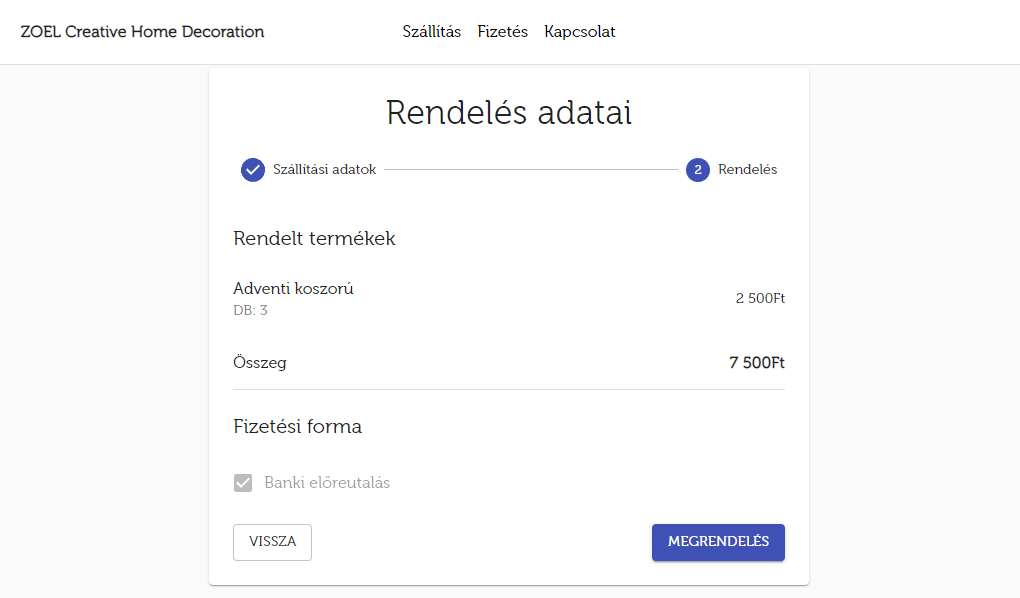 ZOEL Creative Home Decoration
Szállítás Fizetés Kapcsolat
Rendelés adatai
Szállítási adatok
2 Rendelés
Rendelt termékek
Adventi koszorú
DB: 3
2 500Ft
Összeg
7 500Ft
Fizetési forma
Banki előreutalás
VISSZA
MEGRENDELÉS